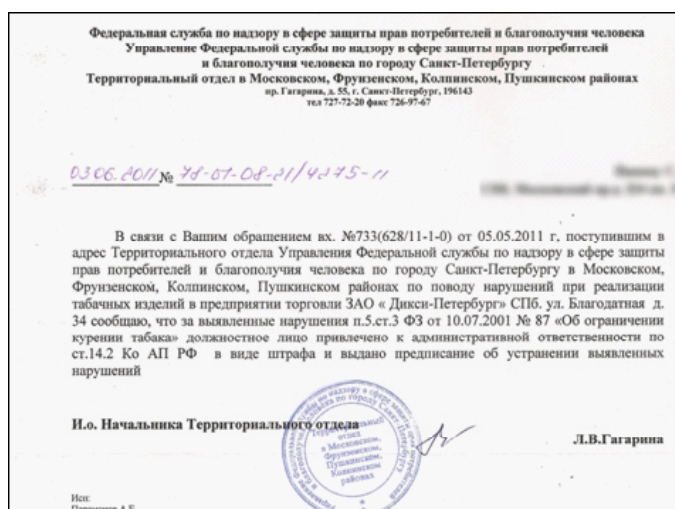 Федеральная служба по надзору в сфере защиты прав потребителей и благополучия человека
Управление Федеральной службы по надзору в сфере защиты прав потребителей
и благополучия человека по городу Санкт-Петербургу
Территориальный отдел в Московском, Фрунзенском, Колпинском, Пушкинском районах
пр. Гагарина, д. 55, г. Санкт-Петербург, 196143
тел 727-72-20 факс 726-97-67
03.06.2011 № 78-01-08-21/4275-11
В связи с Вашим обращением вх. №733(628/11-1-0) от 05.05.2011 г, поступившим в
адрес Территориального отдела Управления Федеральной службы по надзору в сфере защиты
прав потребителей и благополучия человека по городу Санкт-Петербургу в Московском,
Фрунзенском, Колпинском, Пушкинском районах по поводу нарушений при реализации
табачных изделий в предприятии торговли ЗАО « Дикси-Петербург» СПб. ул. Благодатная д.
34 сообщаю, что за выявленные нарушения п.5.ст.3 ФЗ от 10.07.2001 № 87 «Об ограничении
курении табака» должностное лицо привлечено к административной ответственности по
ст.14.2 Ко АП РФ в виде штрафа и выдано предписание об устранении выявленных
нарушений
И.о. Начальника Территориального отдела
Территориальный
отдел
в Московском,
Фрунзенском,
Пушкинском,
Колпинском
районах
Л.В.Гагарина
Исп: